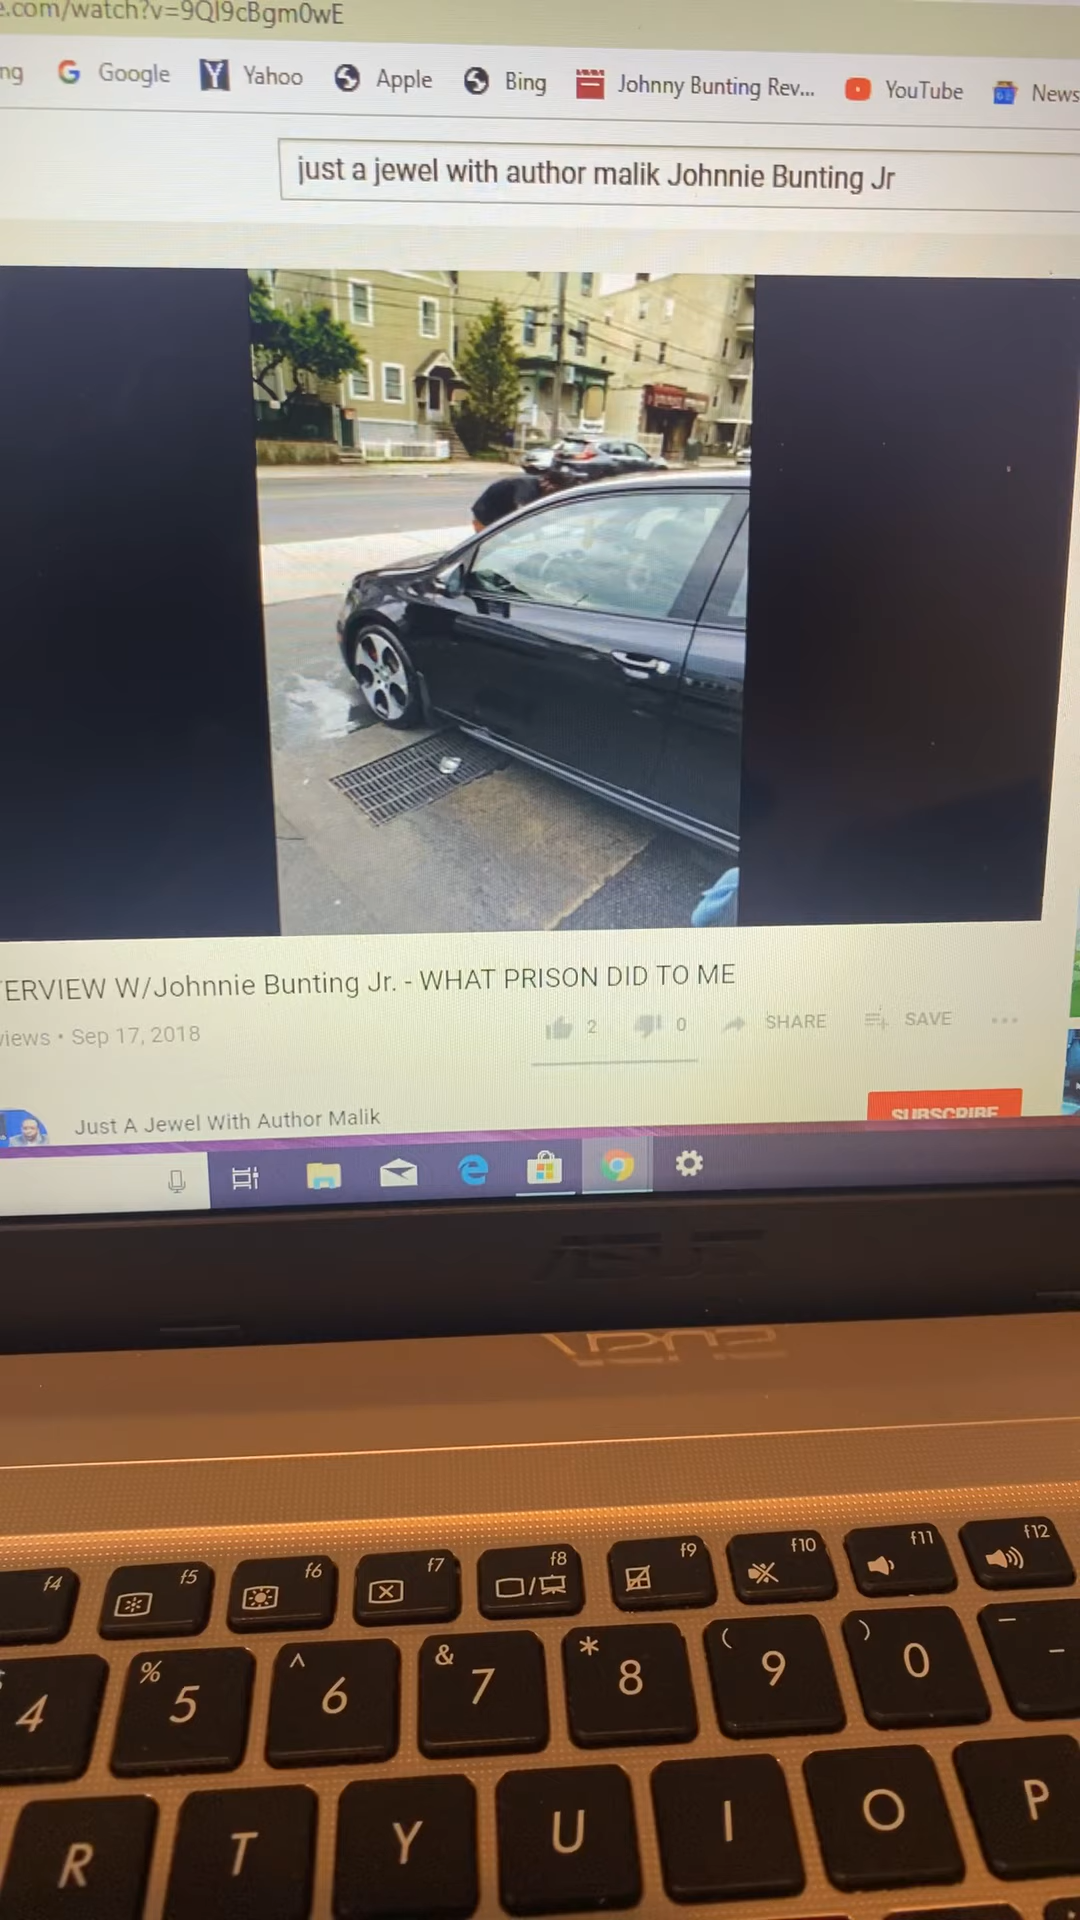 e.com/watch?v=9QI9cBgm0wE
ng Google Yahoo Apple Bing Johnny Bunting Rev... YouTube News
just a jewel with author malik Johnnie Bunting Jr
ERVIEW W/Johnnie Bunting Jr. - WHAT PRISON DID TO ME
views • Sep 17, 2018 2 0 SHARE SAVE
Just A Jewel With Author Malik SUBSCRIBE
ASUS
f4 f5 f6 f7 f8 f9 f10 f11 f12
% ^ & * ( ) _
4 5 6 7 8 9 0 -
R T Y U I O P